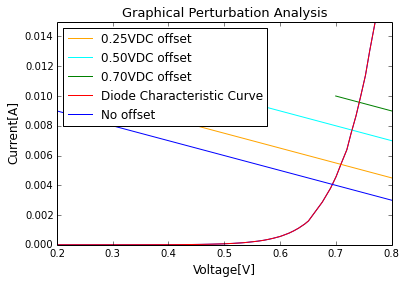 Graphical Perturbation Analysis
0.25VDC offset
0.50VDC offset
0.70VDC offset
Diode Characteristic Curve
No offset
Current[A]
0.014
0.012
0.010
0.008
0.006
0.004
0.002
0.000
0.2 0.3 0.4 0.5 0.6 0.7 0.8
Voltage[V]